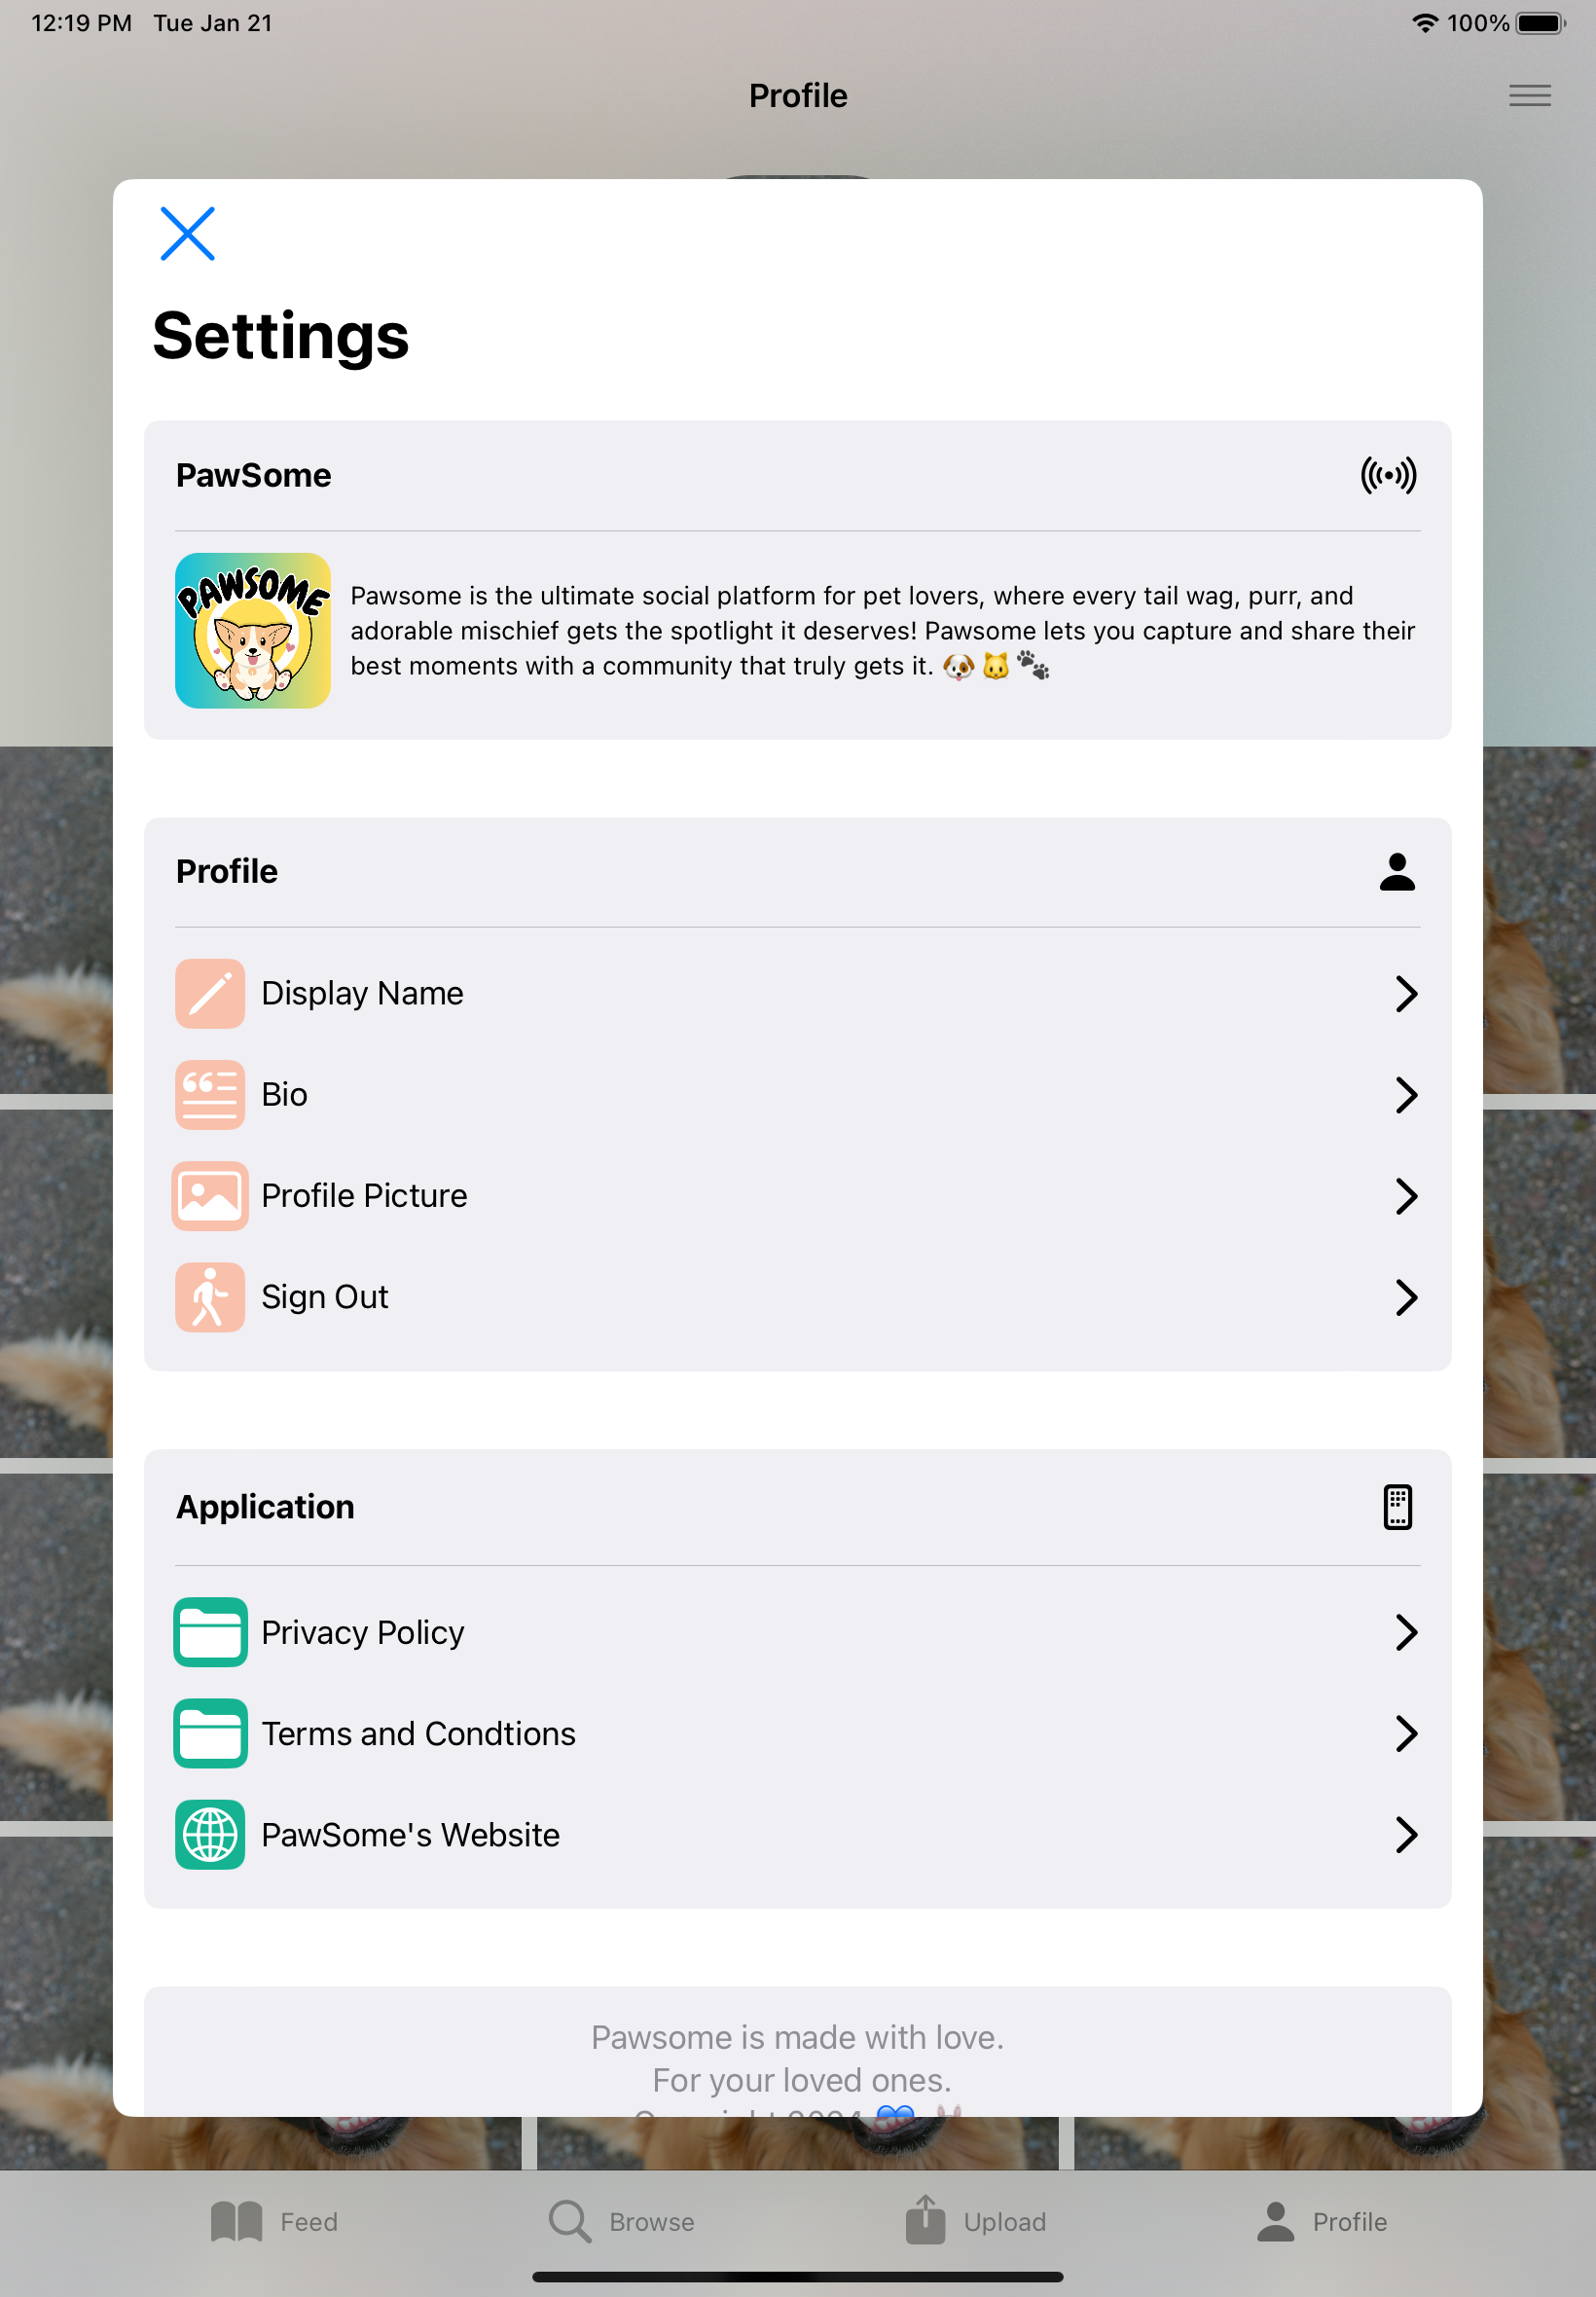 12:19 PM Tue Jan 21
100%
Profile
Settings
PawSome
PAWSOME
Pawsome is the ultimate social platform for pet lovers, where every tail wag, purr, and
adorable mischief gets the spotlight it deserves! Pawsome lets you capture and share their
best moments with a community that truly gets it. 🐶 🐱 🐾
Profile
Display Name
Bio
Profile Picture
Sign Out
Application
Privacy Policy
Terms and Condtions
PawSome's Website
Pawsome is made with love.
For your loved ones.
Feed
Browse
Upload
Profile